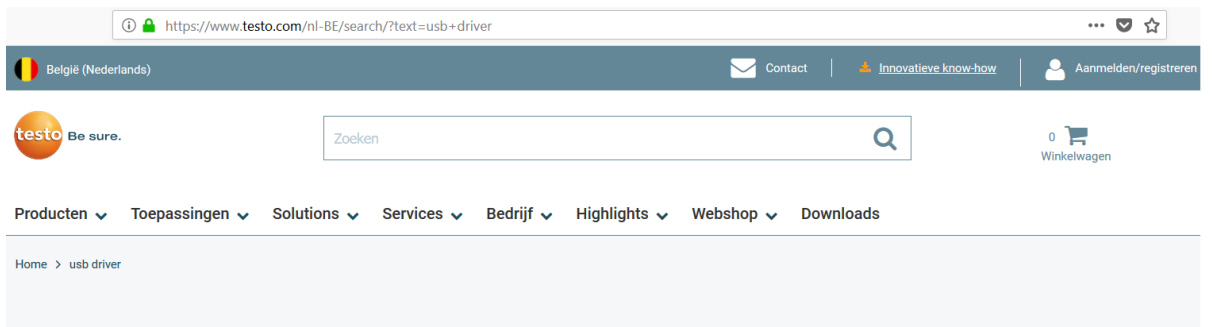 https://www.testo.com/nl-BE/search/?text=usb+driver
België (Nederlands) Contact Innovatieve know-how Aanmelden/registreren
testo Be sure. Zoeken 0
Winkelwagen
Producten Toepassingen Solutions Services Bedrijf Highlights Webshop Downloads
Home > usb driver